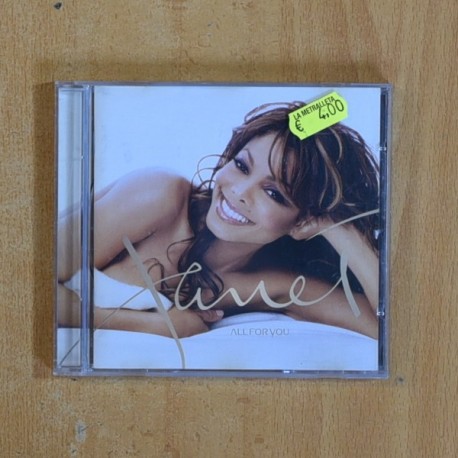 LA METRALLETA
€ 4,00
Janet
ALL FOR YOU